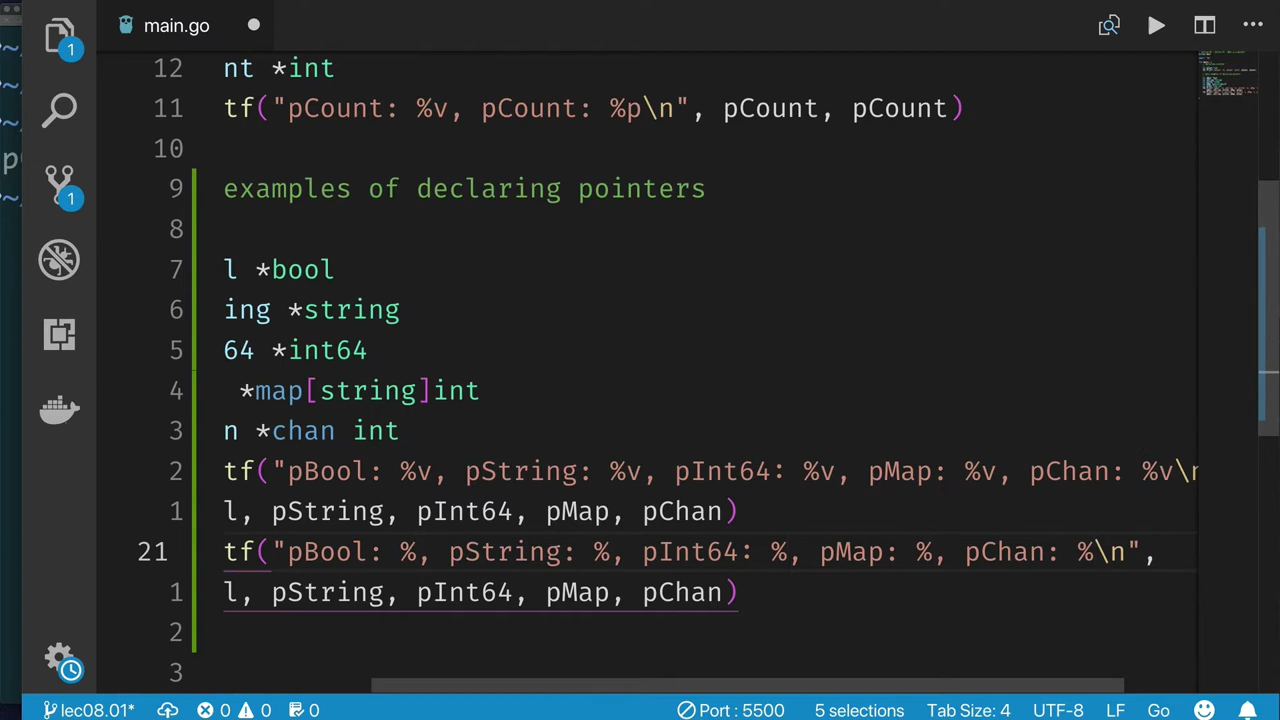 main.go
12 nt *int
11 tf("pCount: %v, pCount: %p\n", pCount, pCount)
10
9 examples of declaring pointers
8
7 l *bool
6 ing *string
5 64 *int64
4 *map[string]int
3 n *chan int
2 tf("pBool: %v, pString: %v, pInt64: %v, pMap: %v, pChan: %v\n
1 l, pString, pInt64, pMap, pChan)
21 tf("pBool: %, pString: %, pInt64: %, pMap: %, pChan: %\n",
1 l, pString, pInt64, pMap, pChan)
2
3
1
1
lec08.01* 0 0 0 Port : 5500 5 selections Tab Size: 4 UTF-8 LF Go